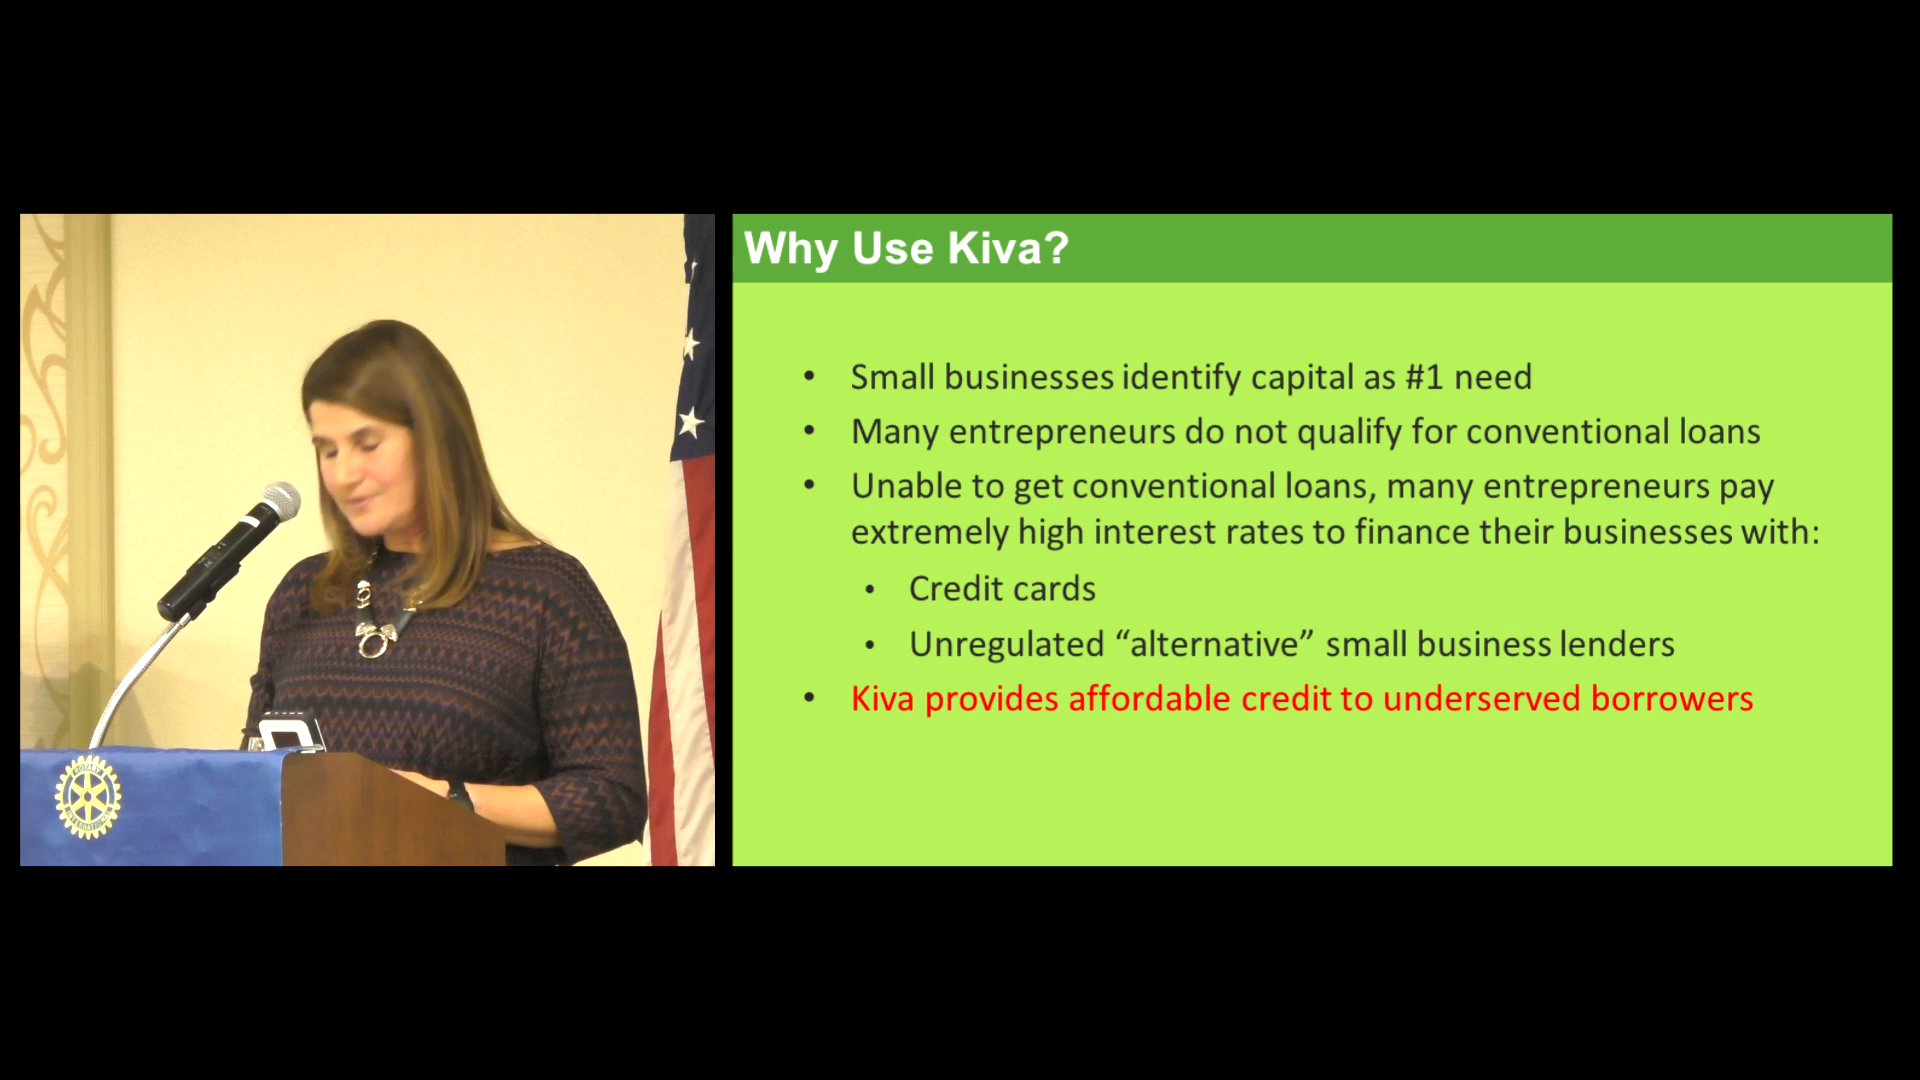 Why Use Kiva?
• Small businesses identify capital as #1 need
• Many entrepreneurs do not qualify for conventional loans
• Unable to get conventional loans, many entrepreneurs pay
extremely high interest rates to finance their businesses with:
• Credit cards
• Unregulated “alternative” small business lenders
• Kiva provides affordable credit to underserved borrowers
ROTARY
INTERNATIONAL